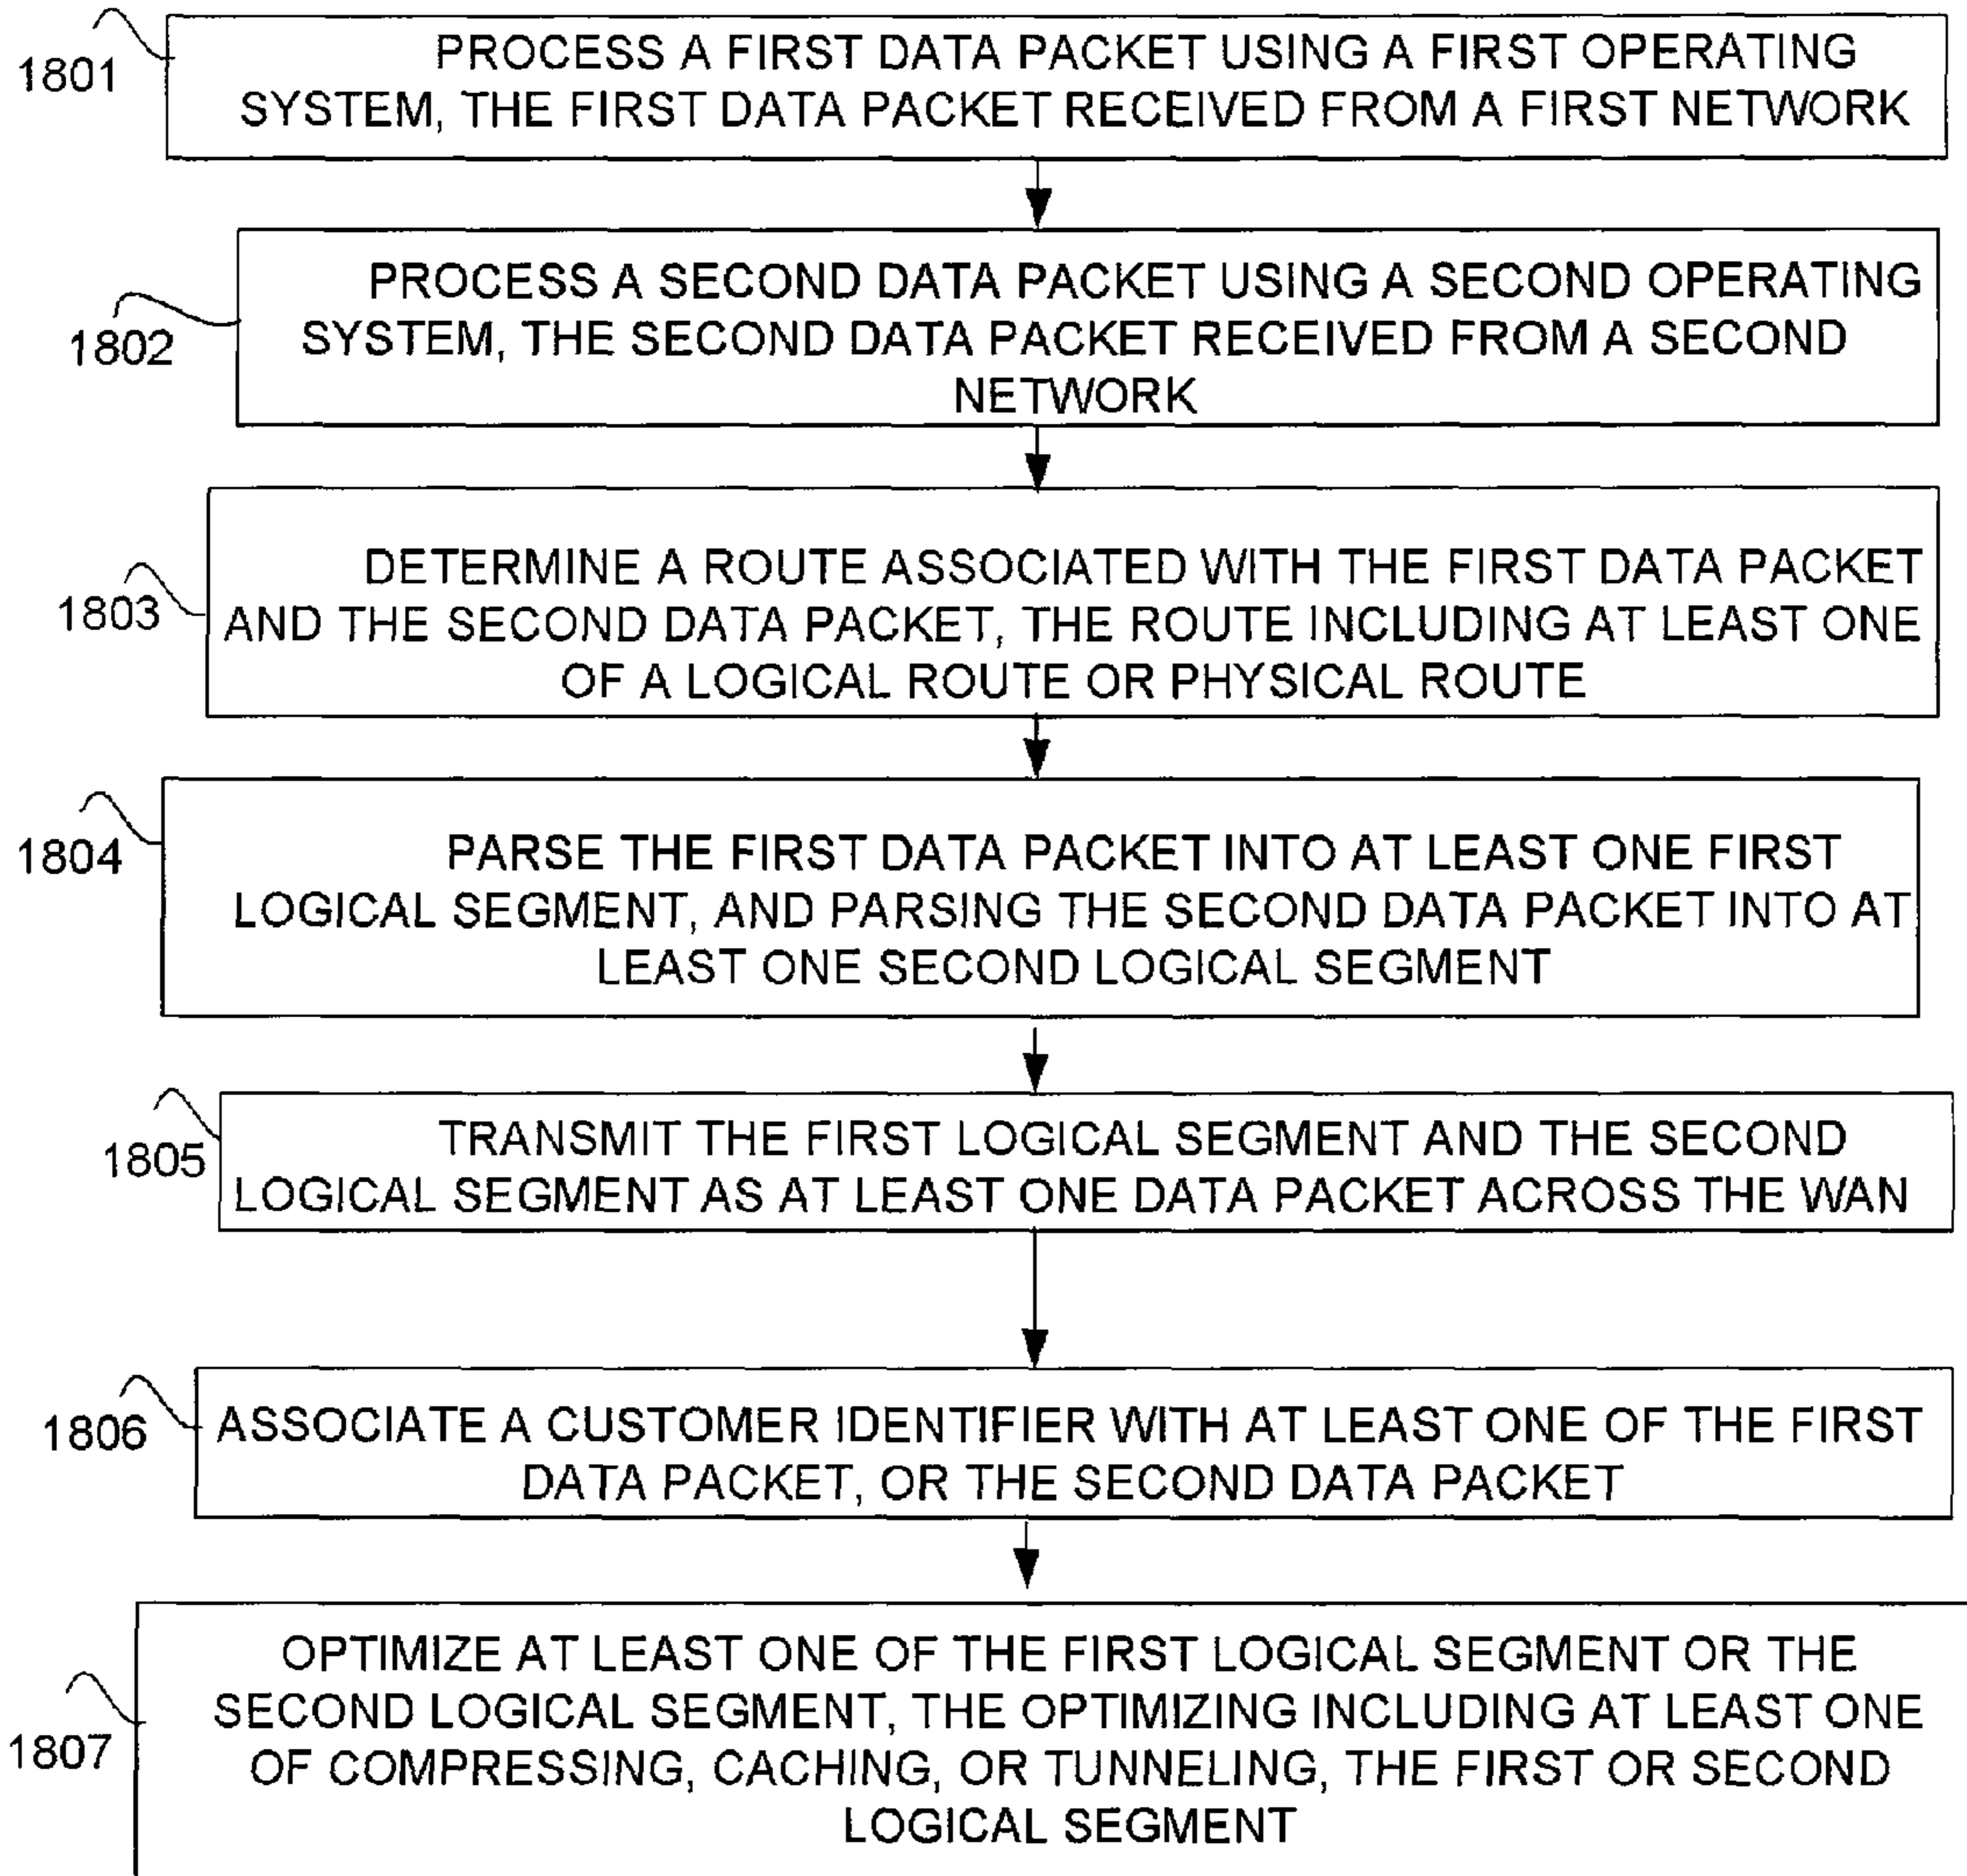 1801
PROCESS A FIRST DATA PACKET USING A FIRST OPERATING
SYSTEM, THE FIRST DATA PACKET RECEIVED FROM A FIRST NETWORK
1802
PROCESS A SECOND DATA PACKET USING A SECOND OPERATING
SYSTEM, THE SECOND DATA PACKET RECEIVED FROM A SECOND
NETWORK
1803
DETERMINE A ROUTE ASSOCIATED WITH THE FIRST DATA PACKET
AND THE SECOND DATA PACKET, THE ROUTE INCLUDING AT LEAST ONE
OF A LOGICAL ROUTE OR PHYSICAL ROUTE
1804
PARSE THE FIRST DATA PACKET INTO AT LEAST ONE FIRST
LOGICAL SEGMENT, AND PARSING THE SECOND DATA PACKET INTO AT
LEAST ONE SECOND LOGICAL SEGMENT
1805
TRANSMIT THE FIRST LOGICAL SEGMENT AND THE SECOND
LOGICAL SEGMENT AS AT LEAST ONE DATA PACKET ACROSS THE WAN
1806
ASSOCIATE A CUSTOMER IDENTIFIER WITH AT LEAST ONE OF THE FIRST
DATA PACKET, OR THE SECOND DATA PACKET
1807
OPTIMIZE AT LEAST ONE OF THE FIRST LOGICAL SEGMENT OR THE
SECOND LOGICAL SEGMENT, THE OPTIMIZING INCLUDING AT LEAST ONE
OF COMPRESSING, CACHING, OR TUNNELING, THE FIRST OR SECOND
LOGICAL SEGMENT